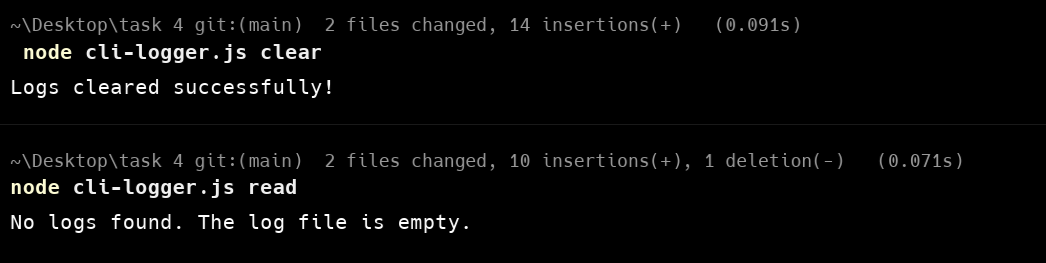 ~\Desktop\task 4 git:(main)  2 files changed, 14 insertions(+)   (0.091s)
node cli-logger.js clear
Logs cleared successfully!
~\Desktop\task 4 git:(main)  2 files changed, 10 insertions(+), 1 deletion(-)   (0.071s)
node cli-logger.js read
No logs found. The log file is empty.